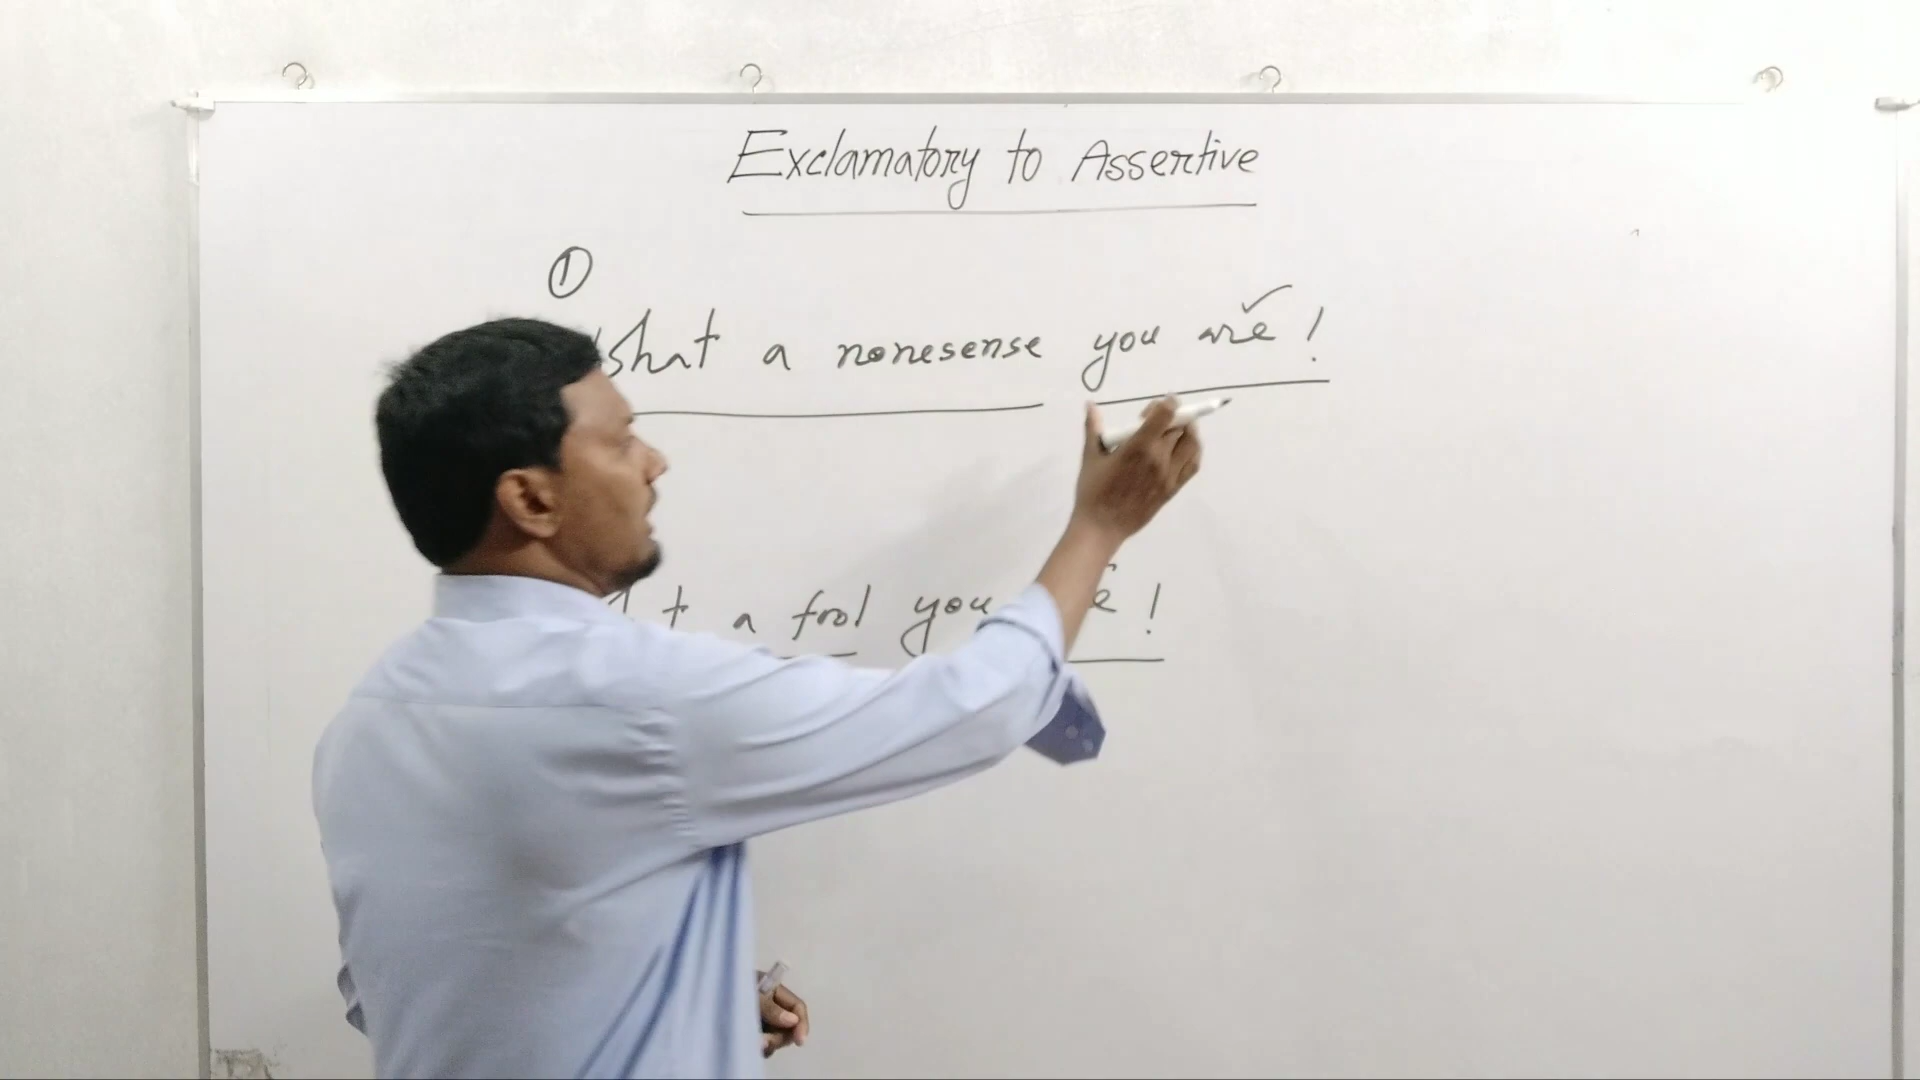 Exclamatory to Assertive
①
What a nonesense you are!
a fool you !